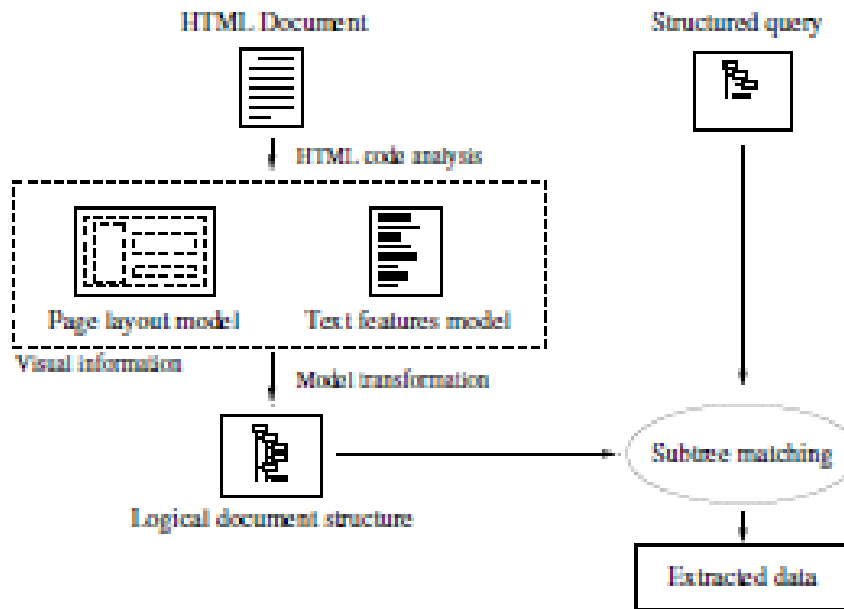 HTML Document
Structured query
HTML code analysis
Page layout model
Text features model
Visual information
Model transformation
Subtree matching
Logical document structure
Extracted data